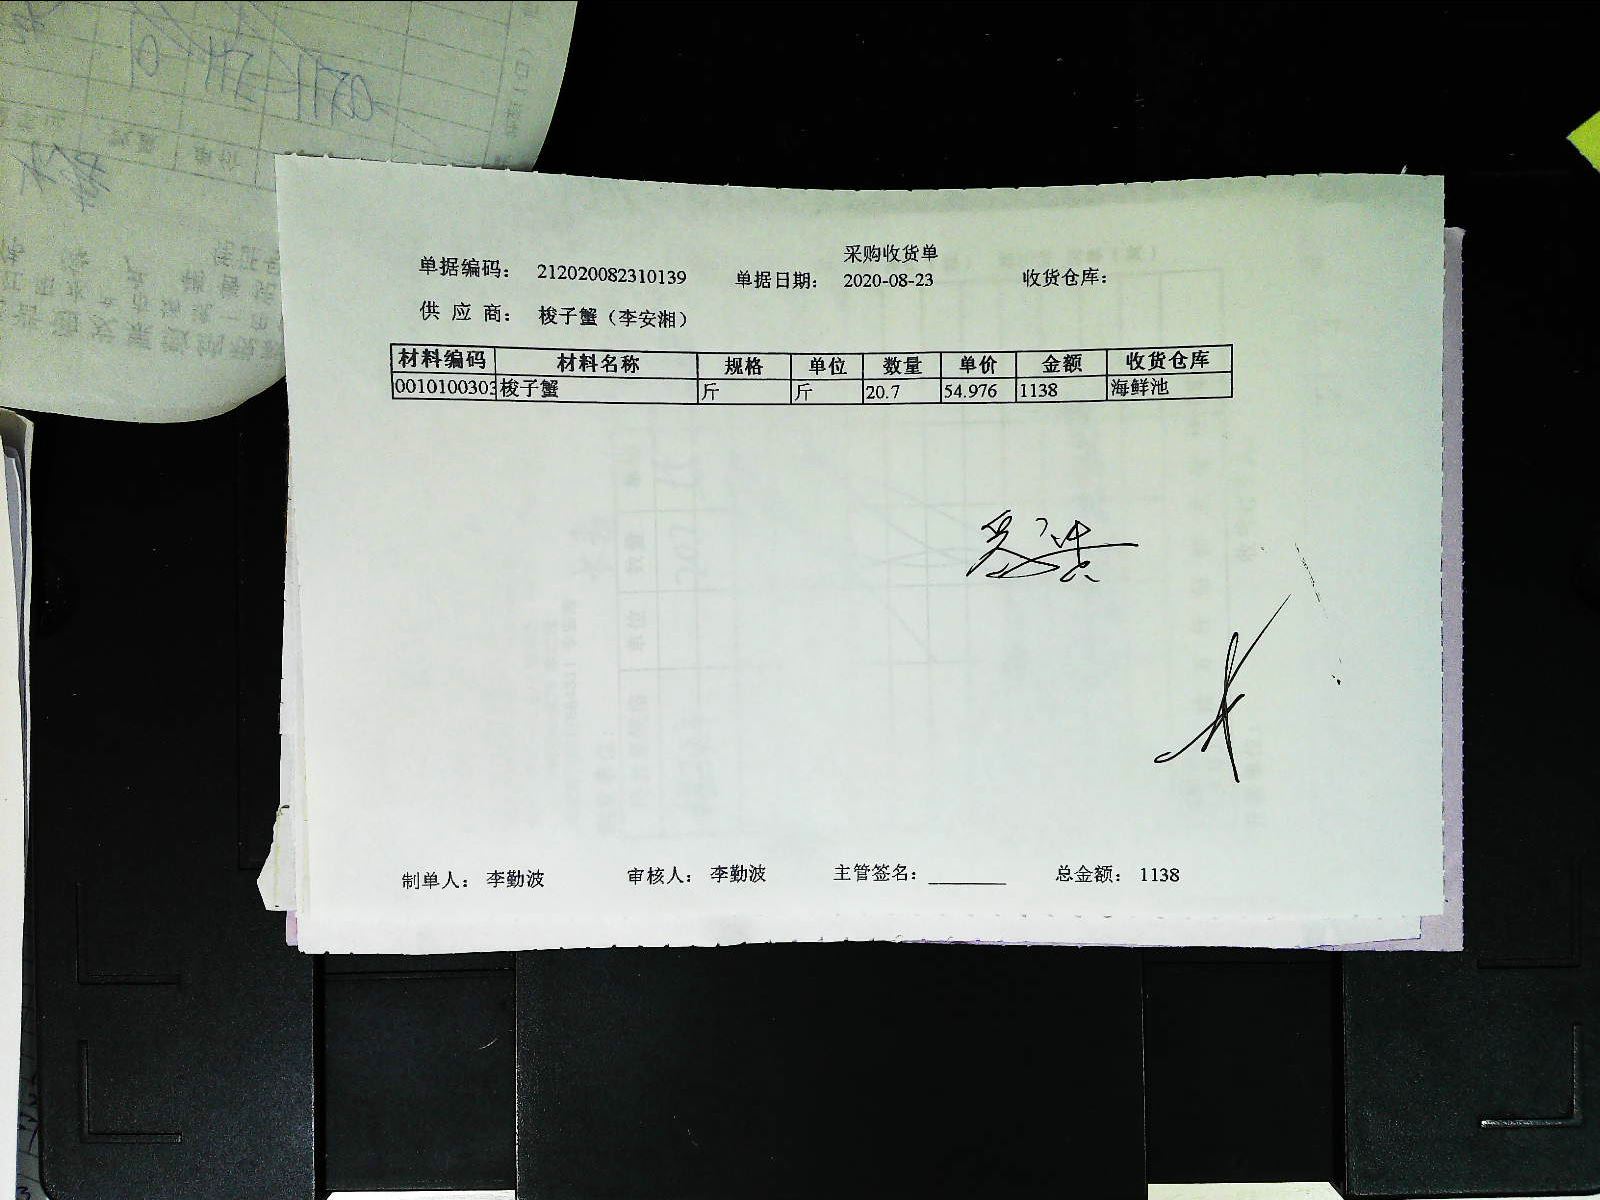 采购收货单
单据编码： 212020082310139 单据日期： 2020-08-23 收货仓库：
供 应 商： 梭子蟹（李安湘）
材料编码 材料名称 规格 单位 数量 单价 金额 收货仓库
0010100303 梭子蟹 斤 斤 20.7 54.976 1138 海鲜池
制单人： 李勤波 审核人： 李勤波 主管签名：________ 总金额： 1138